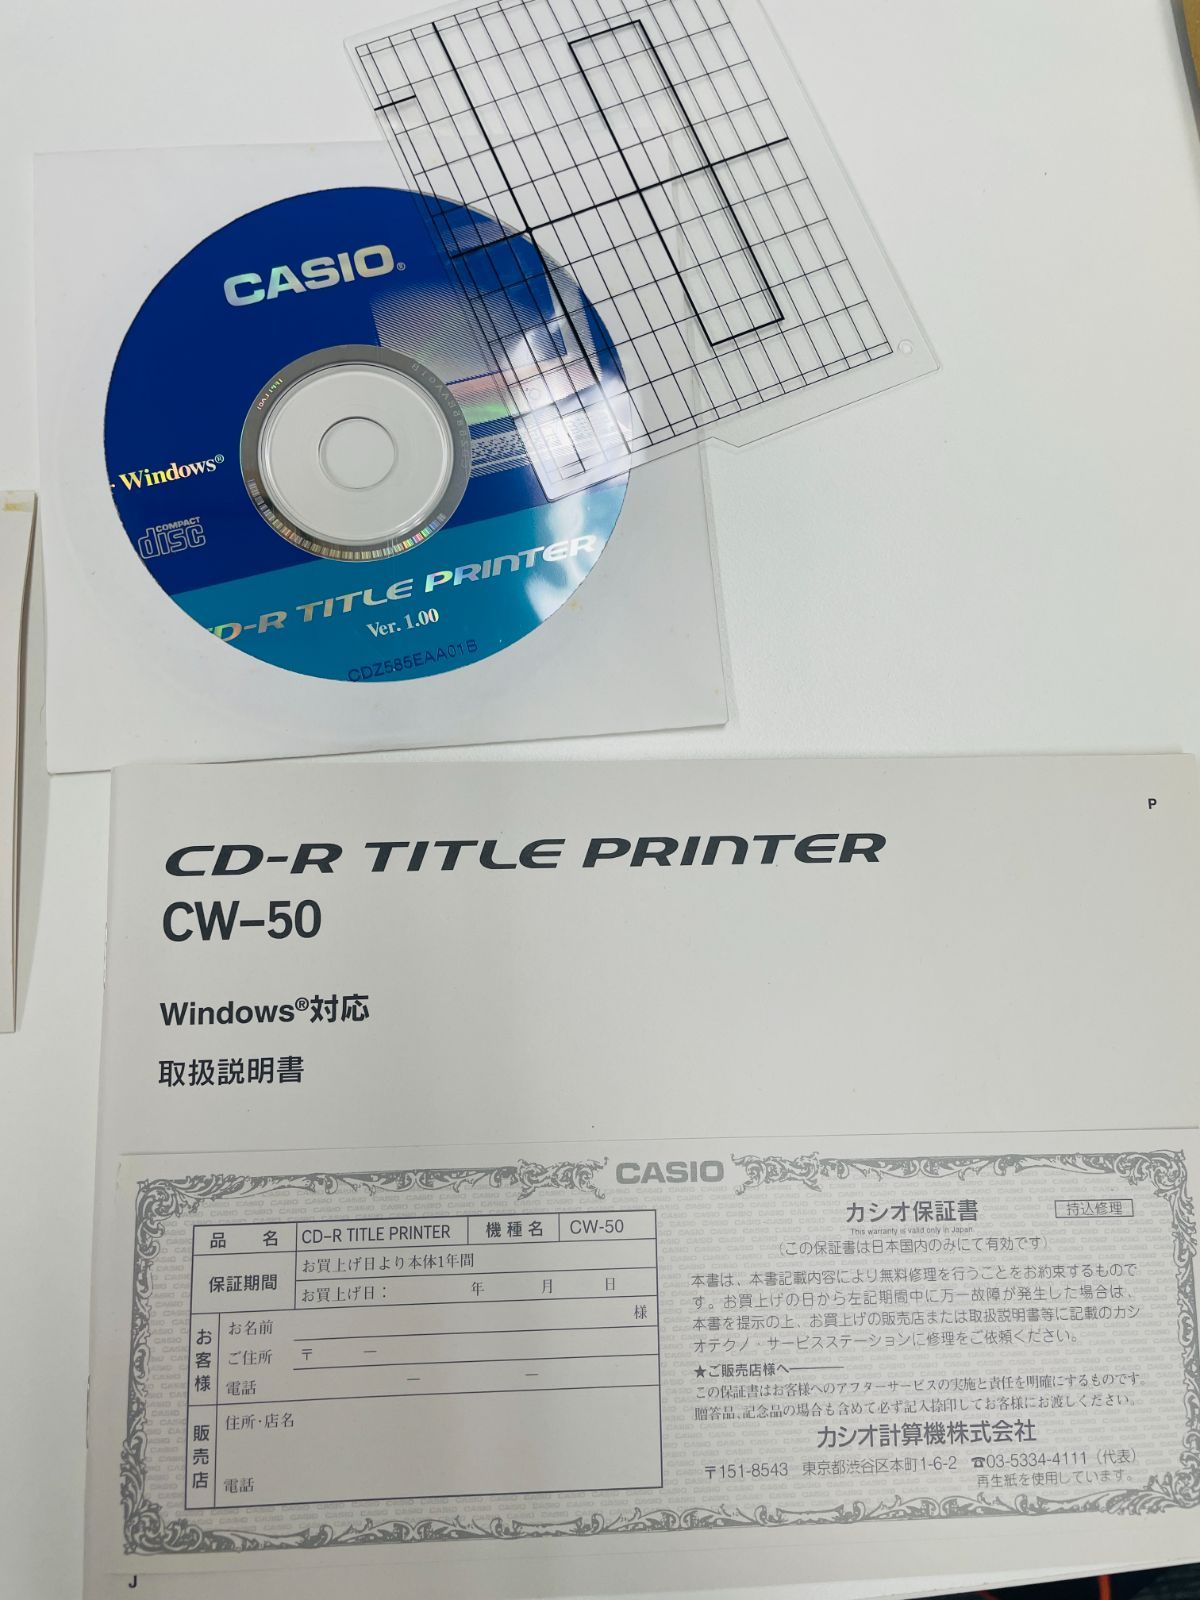 CASIO®
Windows®
COMPACT
disc
CD-R TITLE PRINTER
Ver. 1.00
CDZ585EAA01B
P
CD-R TITLE PRINTER
CW-50
Windows®対応
取扱説明書
CASIO
品 名 CD-R TITLE PRINTER 機種名 CW-50
保証期間 お買上げ日より本体1年間
お買上げ日: 年 月 日
お客様 お名前 様
ご住所 〒 ー
電話 ー ー
販売店 住所・店名
電話
カシオ保証書 持込修理
This warranty is valid only in Japan.
(この保証書は日本国内のみにて有効です)
本書は、本書記載内容により無料修理を行うことをお約束するもので
す。お買上げの日から左記期間中に万一故障が発生した場合は、
本書を提示の上、お買上げの販売店または取扱説明書等に記載のカシ
オテクノ・サービスステーションに修理をご依頼ください。
★ご販売店様へ
この保証書はお客様へのアフターサービスの実施と責任を明確にするものです。
贈答品、記念品の場合も含めて必ず記入捺印してお客様にお渡しください。
カシオ計算機株式会社
〒151-8543 東京都渋谷区本町1-6-2 ☎03-5334-4111(代表)
再生紙を使用しています。
J